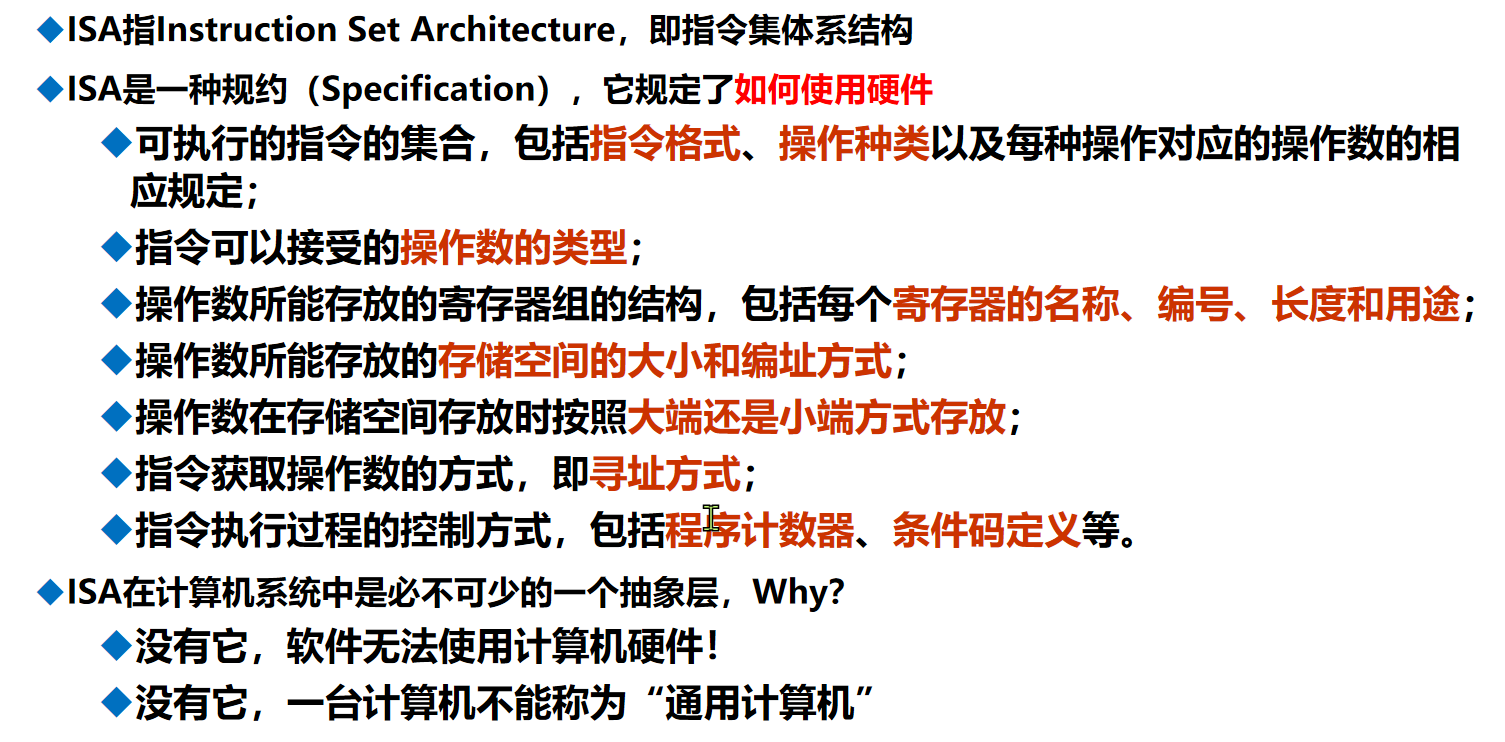 ◆ISA指Instruction Set Architecture，即指令集体系结构
◆ISA是一种规约（Specification），它规定了如何使用硬件
◆可执行的指令的集合，包括指令格式、操作种类以及每种操作对应的操作数的相
应规定；
◆指令可以接受的操作数的类型；
◆操作数所能存放的寄存器组的结构，包括每个寄存器的名称、编号、长度和用途；
◆操作数所能存放的存储空间的大小和编址方式；
◆操作数在存储空间存放时按照大端还是小端方式存放；
◆指令获取操作数的方式，即寻址方式；
◆指令执行过程的控制方式，包括程序计数器、条件码定义等。
◆ISA在计算机系统中是必不可少的一个抽象层，Why？
◆没有它，软件无法使用计算机硬件！
◆没有它，一台计算机不能称为“通用计算机”